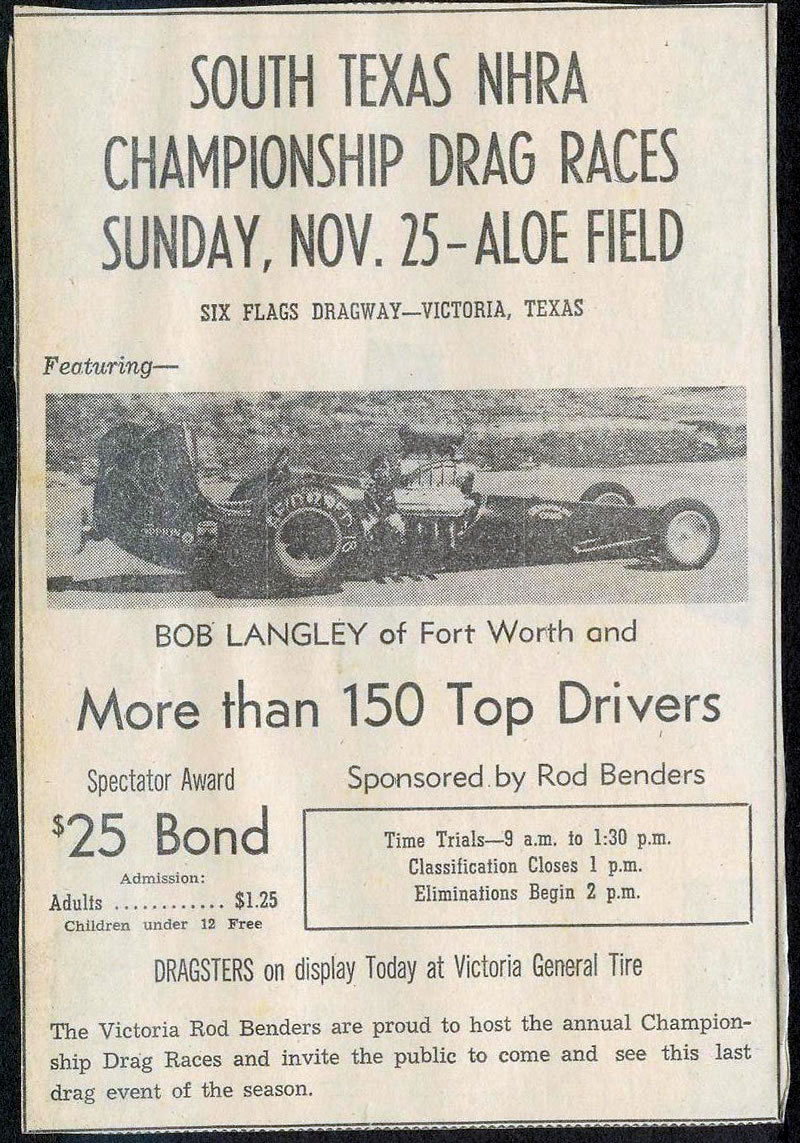 SOUTH TEXAS NHRA
CHAMPIONSHIP DRAG RACES
SUNDAY, NOV. 25-ALOE FIELD
SIX FLAGS DRAGWAY—VICTORIA, TEXAS
Featuring—
BOB LANGLEY of Fort Worth and
More than 150 Top Drivers
Spectator Award
$25 Bond
Admission:
Adults ............ $1.25
Children under 12 Free
Sponsored by Rod Benders
Time Trials—9 a.m. to 1:30 p.m.
Classification Closes 1 p.m.
Eliminations Begin 2 p.m.
DRAGSTERS on display Today at Victoria General Tire
The Victoria Rod Benders are proud to host the annual Champion-
ship Drag Races and invite the public to come and see this last
drag event of the season.